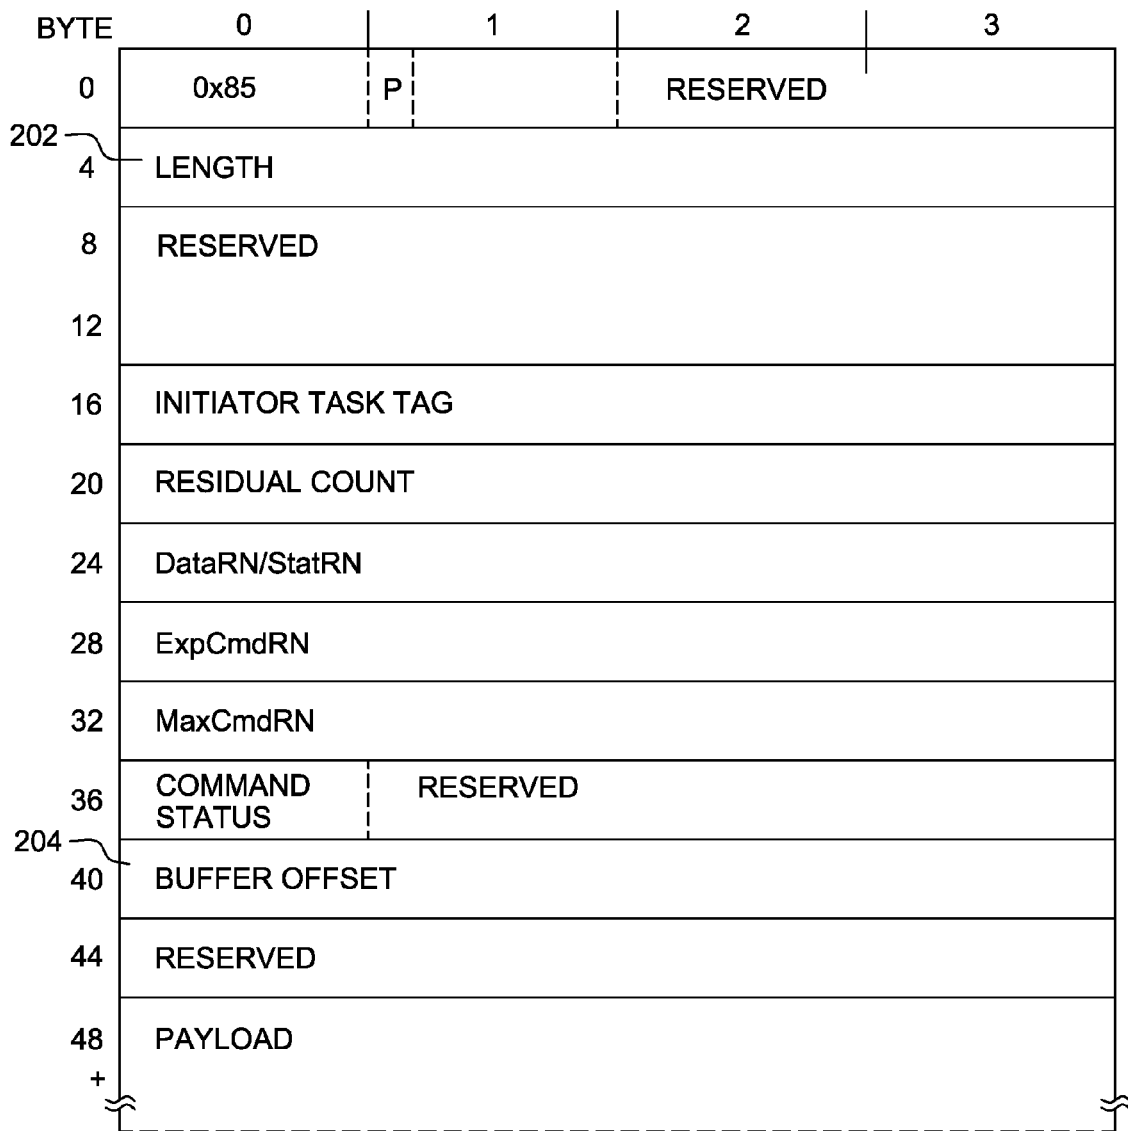 BYTE 0 1 2 3
0 0x85 P RESERVED
202
4 LENGTH
8 RESERVED
12
16 INITIATOR TASK TAG
20 RESIDUAL COUNT
24 DataRN/StatRN
28 ExpCmdRN
32 MaxCmdRN
36 COMMAND STATUS RESERVED
204
40 BUFFER OFFSET
44 RESERVED
48 PAYLOAD
+